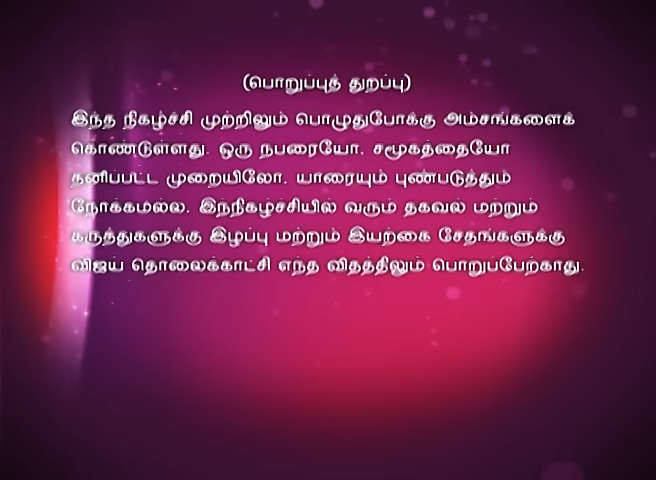 (பொறுப்புத் துறப்பு)
இந்த நிகழ்ச்சி முற்றிலும் பொழுதுபோக்கு அம்சங்களைக்
கொண்டுள்ளது. ஒரு நபரையோ, சமூகத்தையோ
தனிப்பட்ட முறையிலோ, யாரையும் புண்படுத்தும்
நோக்கமல்ல. இந்நிகழ்ச்சியில் வரும் தகவல் மற்றும்
கருத்துகளுக்கு இழப்பு மற்றும் இயற்கை சேதங்களுக்கு
விஜய் தொலைக்காட்சி எந்த விதத்திலும் பொறுப்பேற்காது.